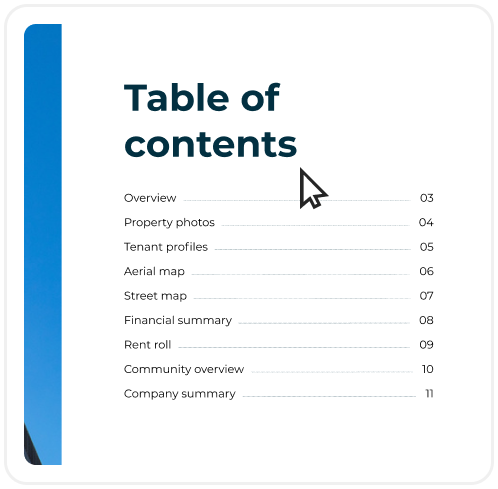 Table of
contents
Overview 03
Property photos 04
Tenant profiles 05
Aerial map 06
Street map 07
Financial summary 08
Rent roll 09
Community overview 10
Company summary 11